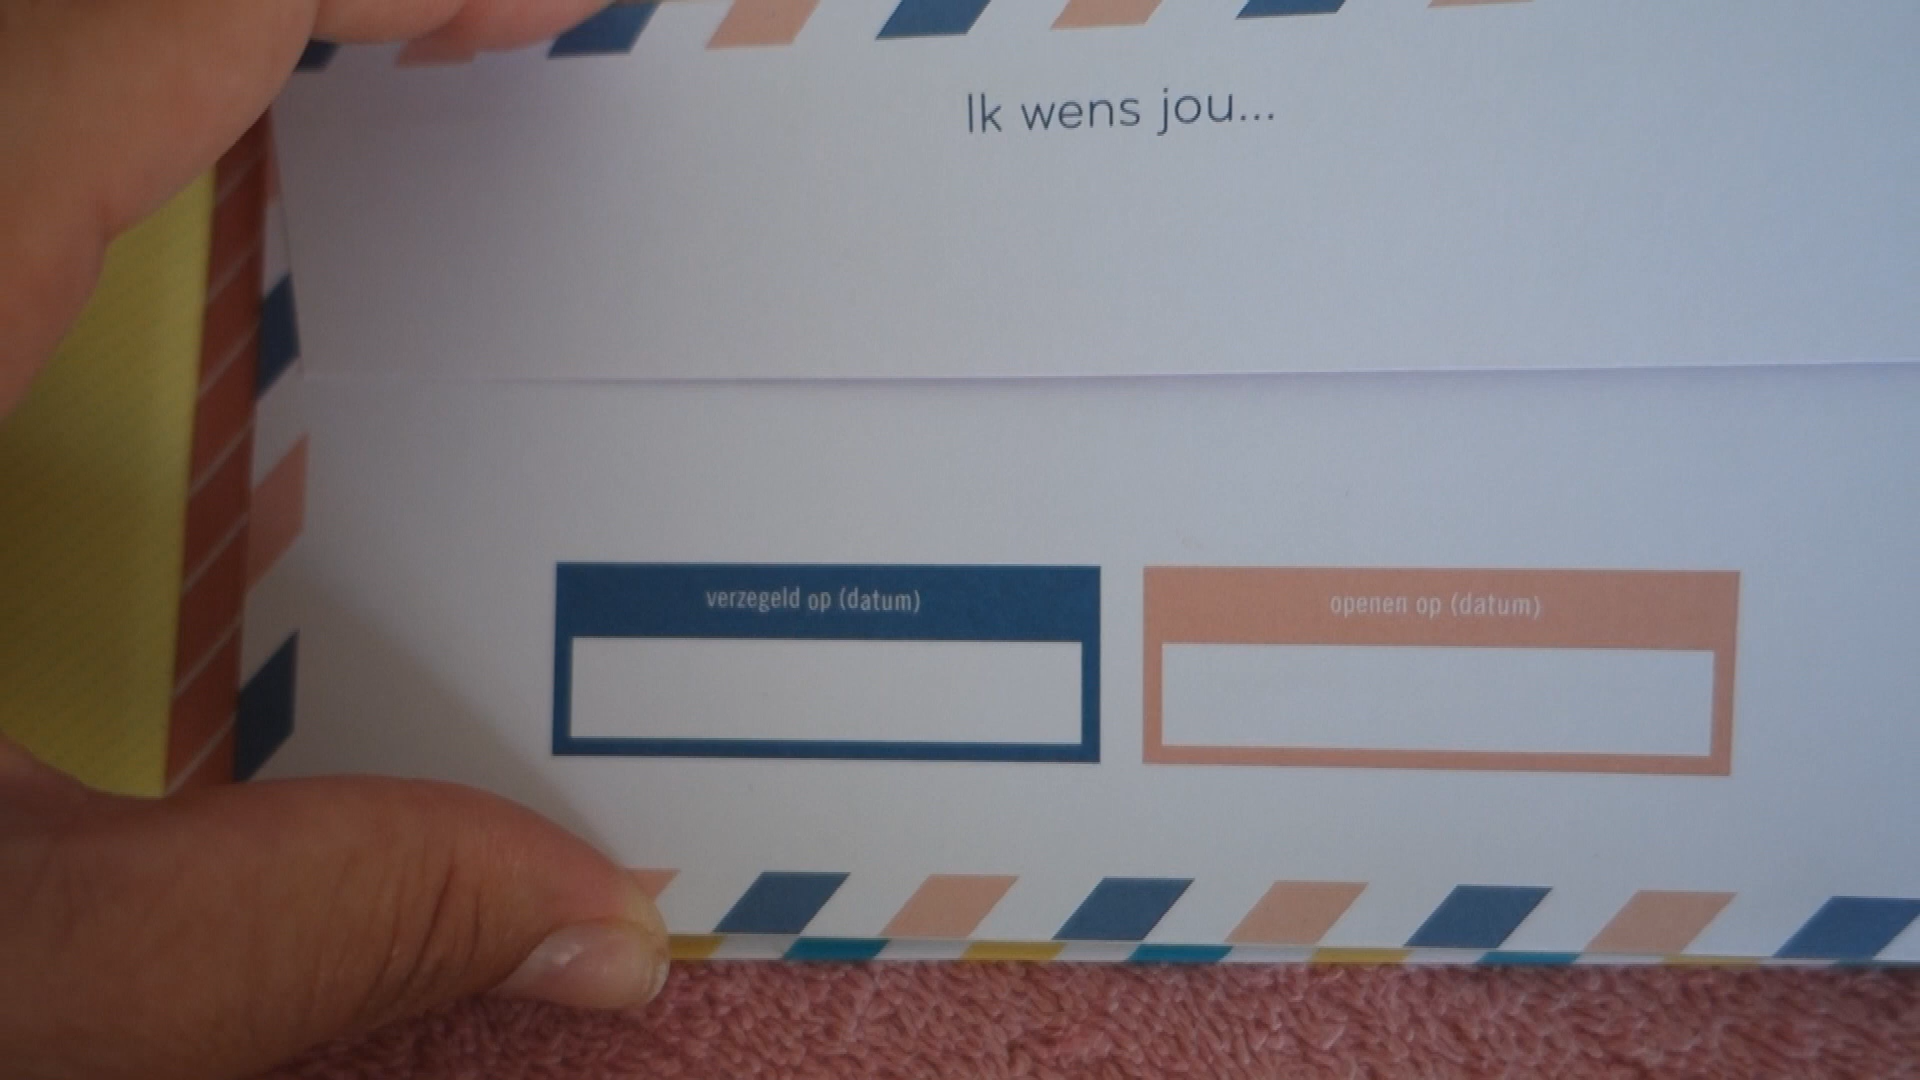 Ik wens jou...
verzegeld op (datum)
openen op (datum)